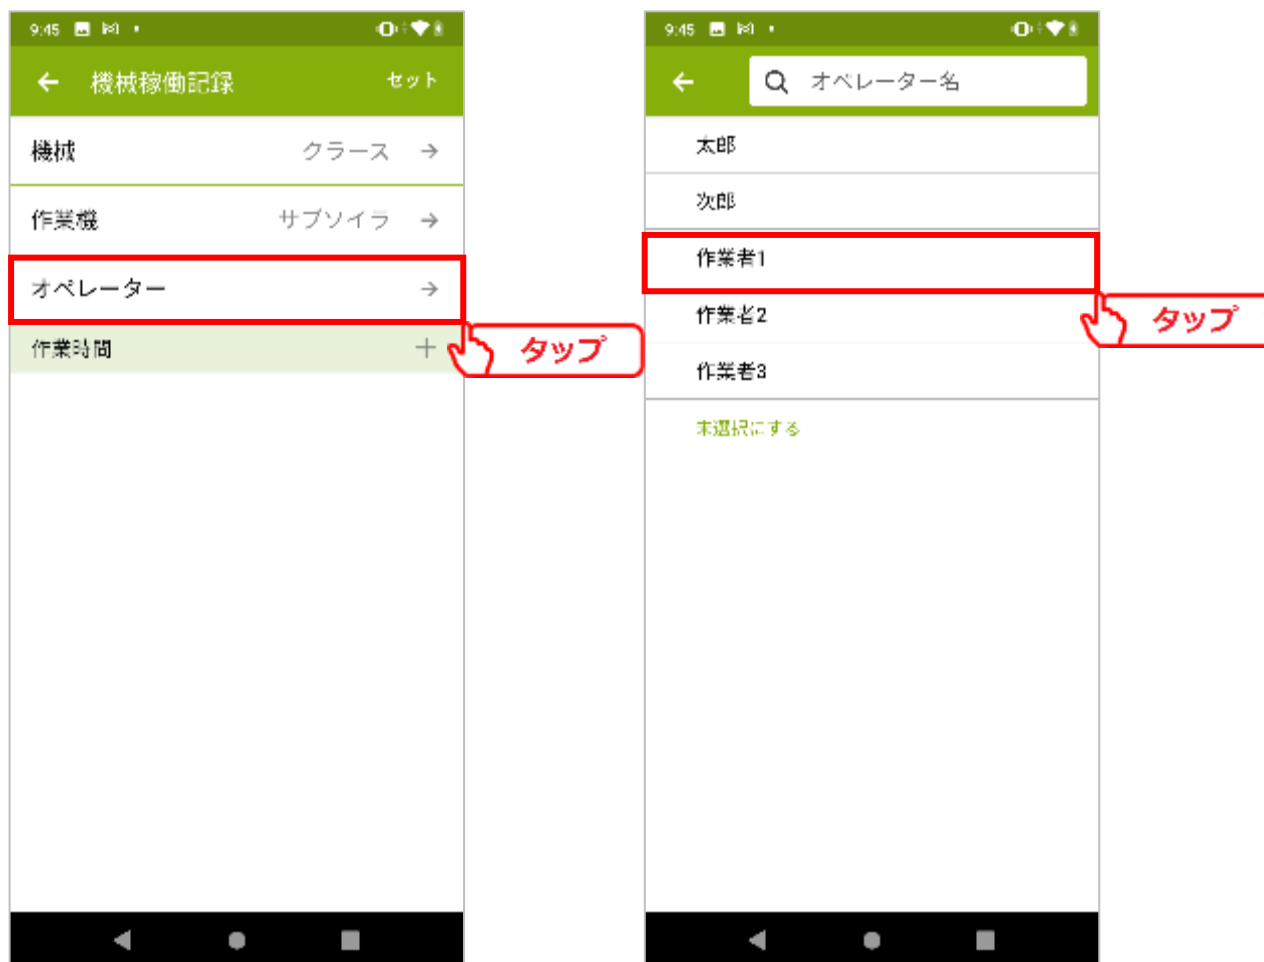 9:45
機械稼働記録 セット
機械 クラース
作業機 サブソイラ
オペレーター
作業時間
タップ
9:45
オペレーター名
太郎
次郎
作業者1
作業者2
作業者3
未選択にする
タップ